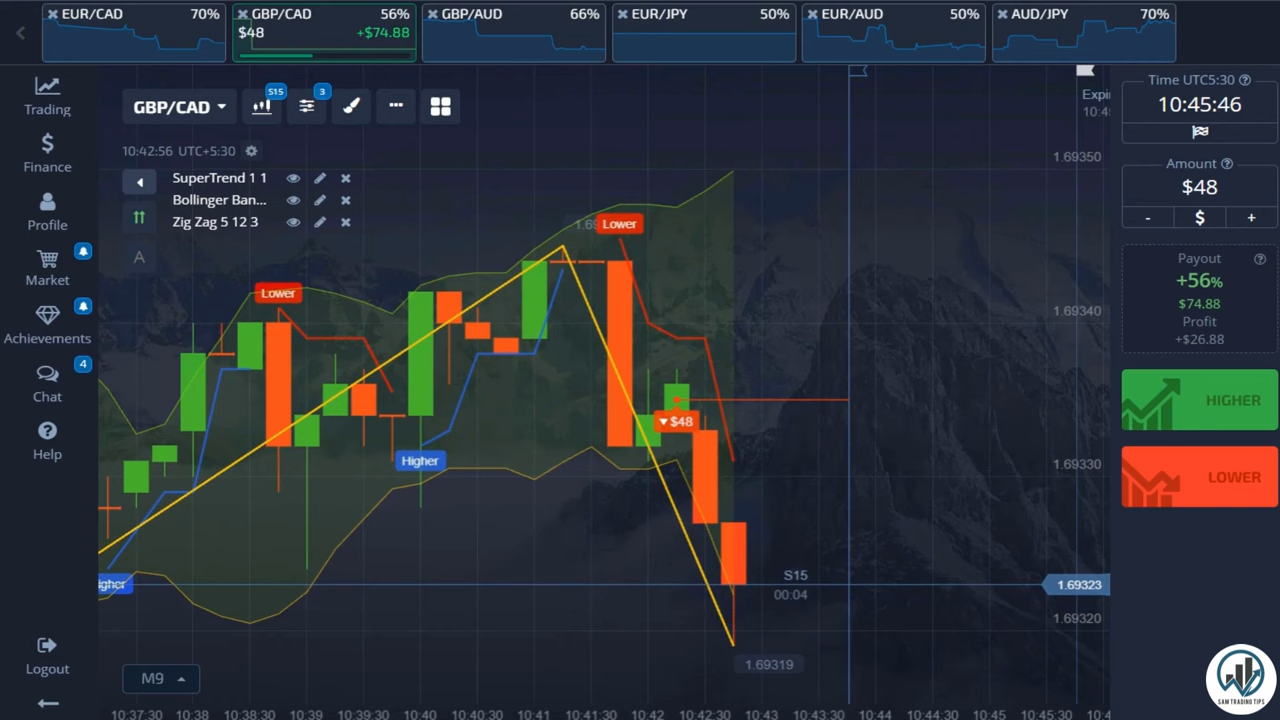 EUR/CAD 70%
GBP/CAD 56%
$48 +$74.88
GBP/AUD 66%
EUR/JPY 50%
EUR/AUD 50%
AUD/JPY 70%
Trading
Finance
Profile
Market
Achievements
4
Chat
Help
Logout
GBP/CAD
S15
3
10:42:56 UTC+5:30
SuperTrend 1 1
Bollinger Ban...
Zig Zag 5 12 3
A
Lower
Higher
Lower
$48
S15
00:04
1.69319
M9
1.69350
1.69340
1.69330
1.69323
1.69320
10:37:30 10:38 10:38:30 10:39 10:39:30 10:40 10:40:30 10:41 10:41:30 10:42 10:42:30 10:43 10:43:30 10:44 10:44:30 10:45 10:45:30
Time UTC5:30
10:45:46
Amount
$48
- $ +
Payout
+56%
$74.88
Profit
+$26.88
HIGHER
LOWER
SAM TRADING TIPS